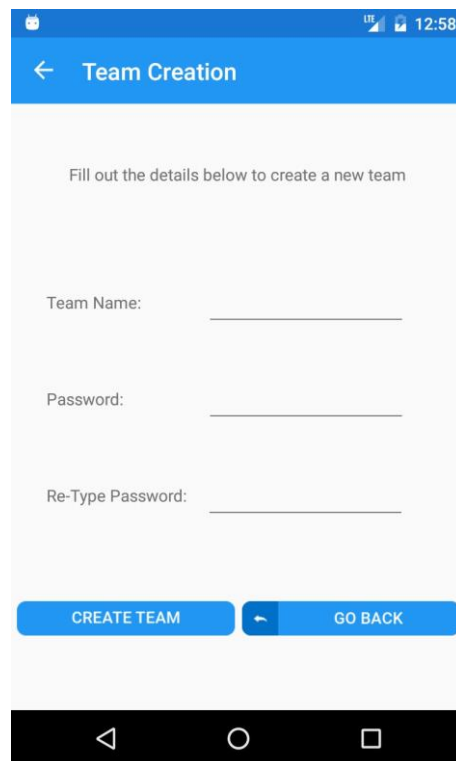 LTE 12:58
Team Creation
Fill out the details below to create a new team
Team Name:
Password:
Re-Type Password:
CREATE TEAM GO BACK